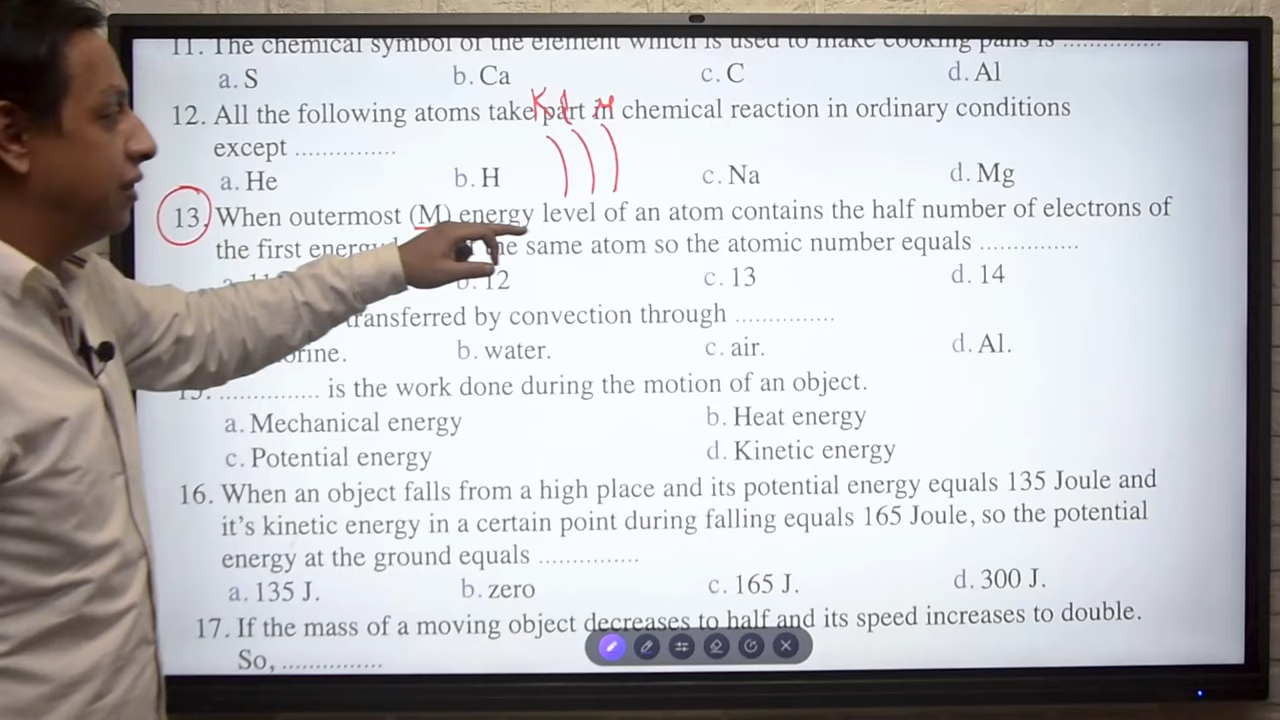 11. The chemical symbol of the element which is used to make cooking pans is ...............
a. S b. Ca c. C d. Al
K L M
12. All the following atoms take part in chemical reaction in ordinary conditions
except ...............
a. He b. H c. Na d. Mg
13. When outermost (M) energy level of an atom contains the half number of electrons of
the first energy same atom so the atomic number equals ...............
b. 12 c. 13 d. 14
transferred by convection through ...............
b. water. c. air. d. Al.
15. ............... is the work done during the motion of an object.
a. Mechanical energy b. Heat energy
c. Potential energy d. Kinetic energy
16. When an object falls from a high place and its potential energy equals 135 Joule and
it's kinetic energy in a certain point during falling equals 165 Joule, so the potential
energy at the ground equals ...............
a. 135 J. b. zero c. 165 J. d. 300 J.
17. If the mass of a moving object decreases to half and its speed increases to double.
So, ...............